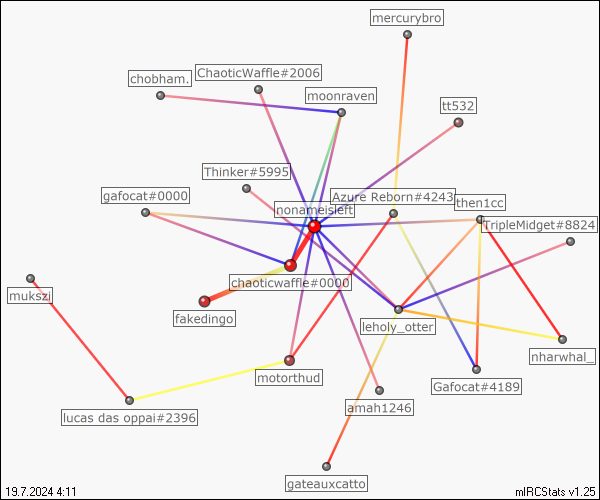 mercurybro
ChaoticWaffle#2006
chobham.
moonraven
tt532
Thinker#5995
gafocat#0000
Azure Reborn#4243
then1cc
nonameisleft
TripleMidget#8824
chaoticwaffle#0000
mukszi
fakedingo
leholy_otter
nharwhal_
motorthud
Gafocat#4189
amah1246
lucas das oppai#2396
gateauxcatto
19.7.2024 4:11
mIRCStats v1.25